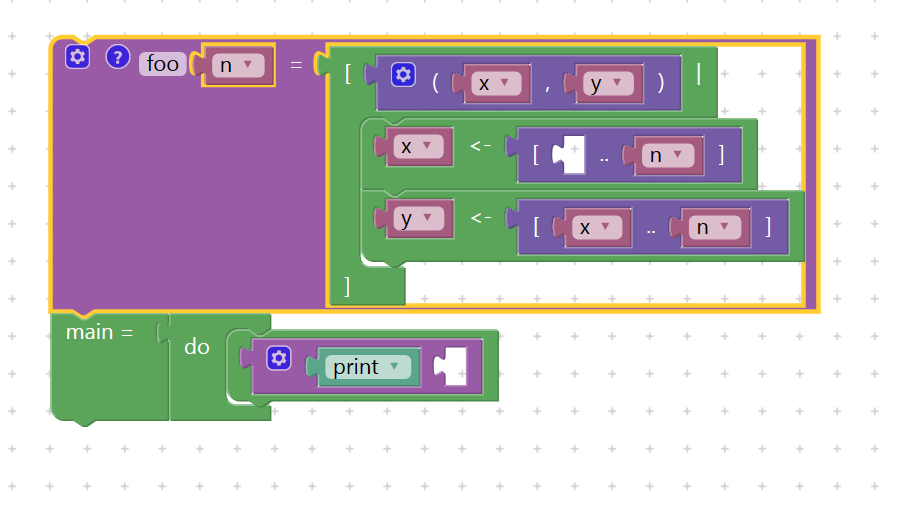 ? foo n = [ ( x , y ) |
x <- [ .. n ]
y <- [ x .. n ]
]
main = do
print